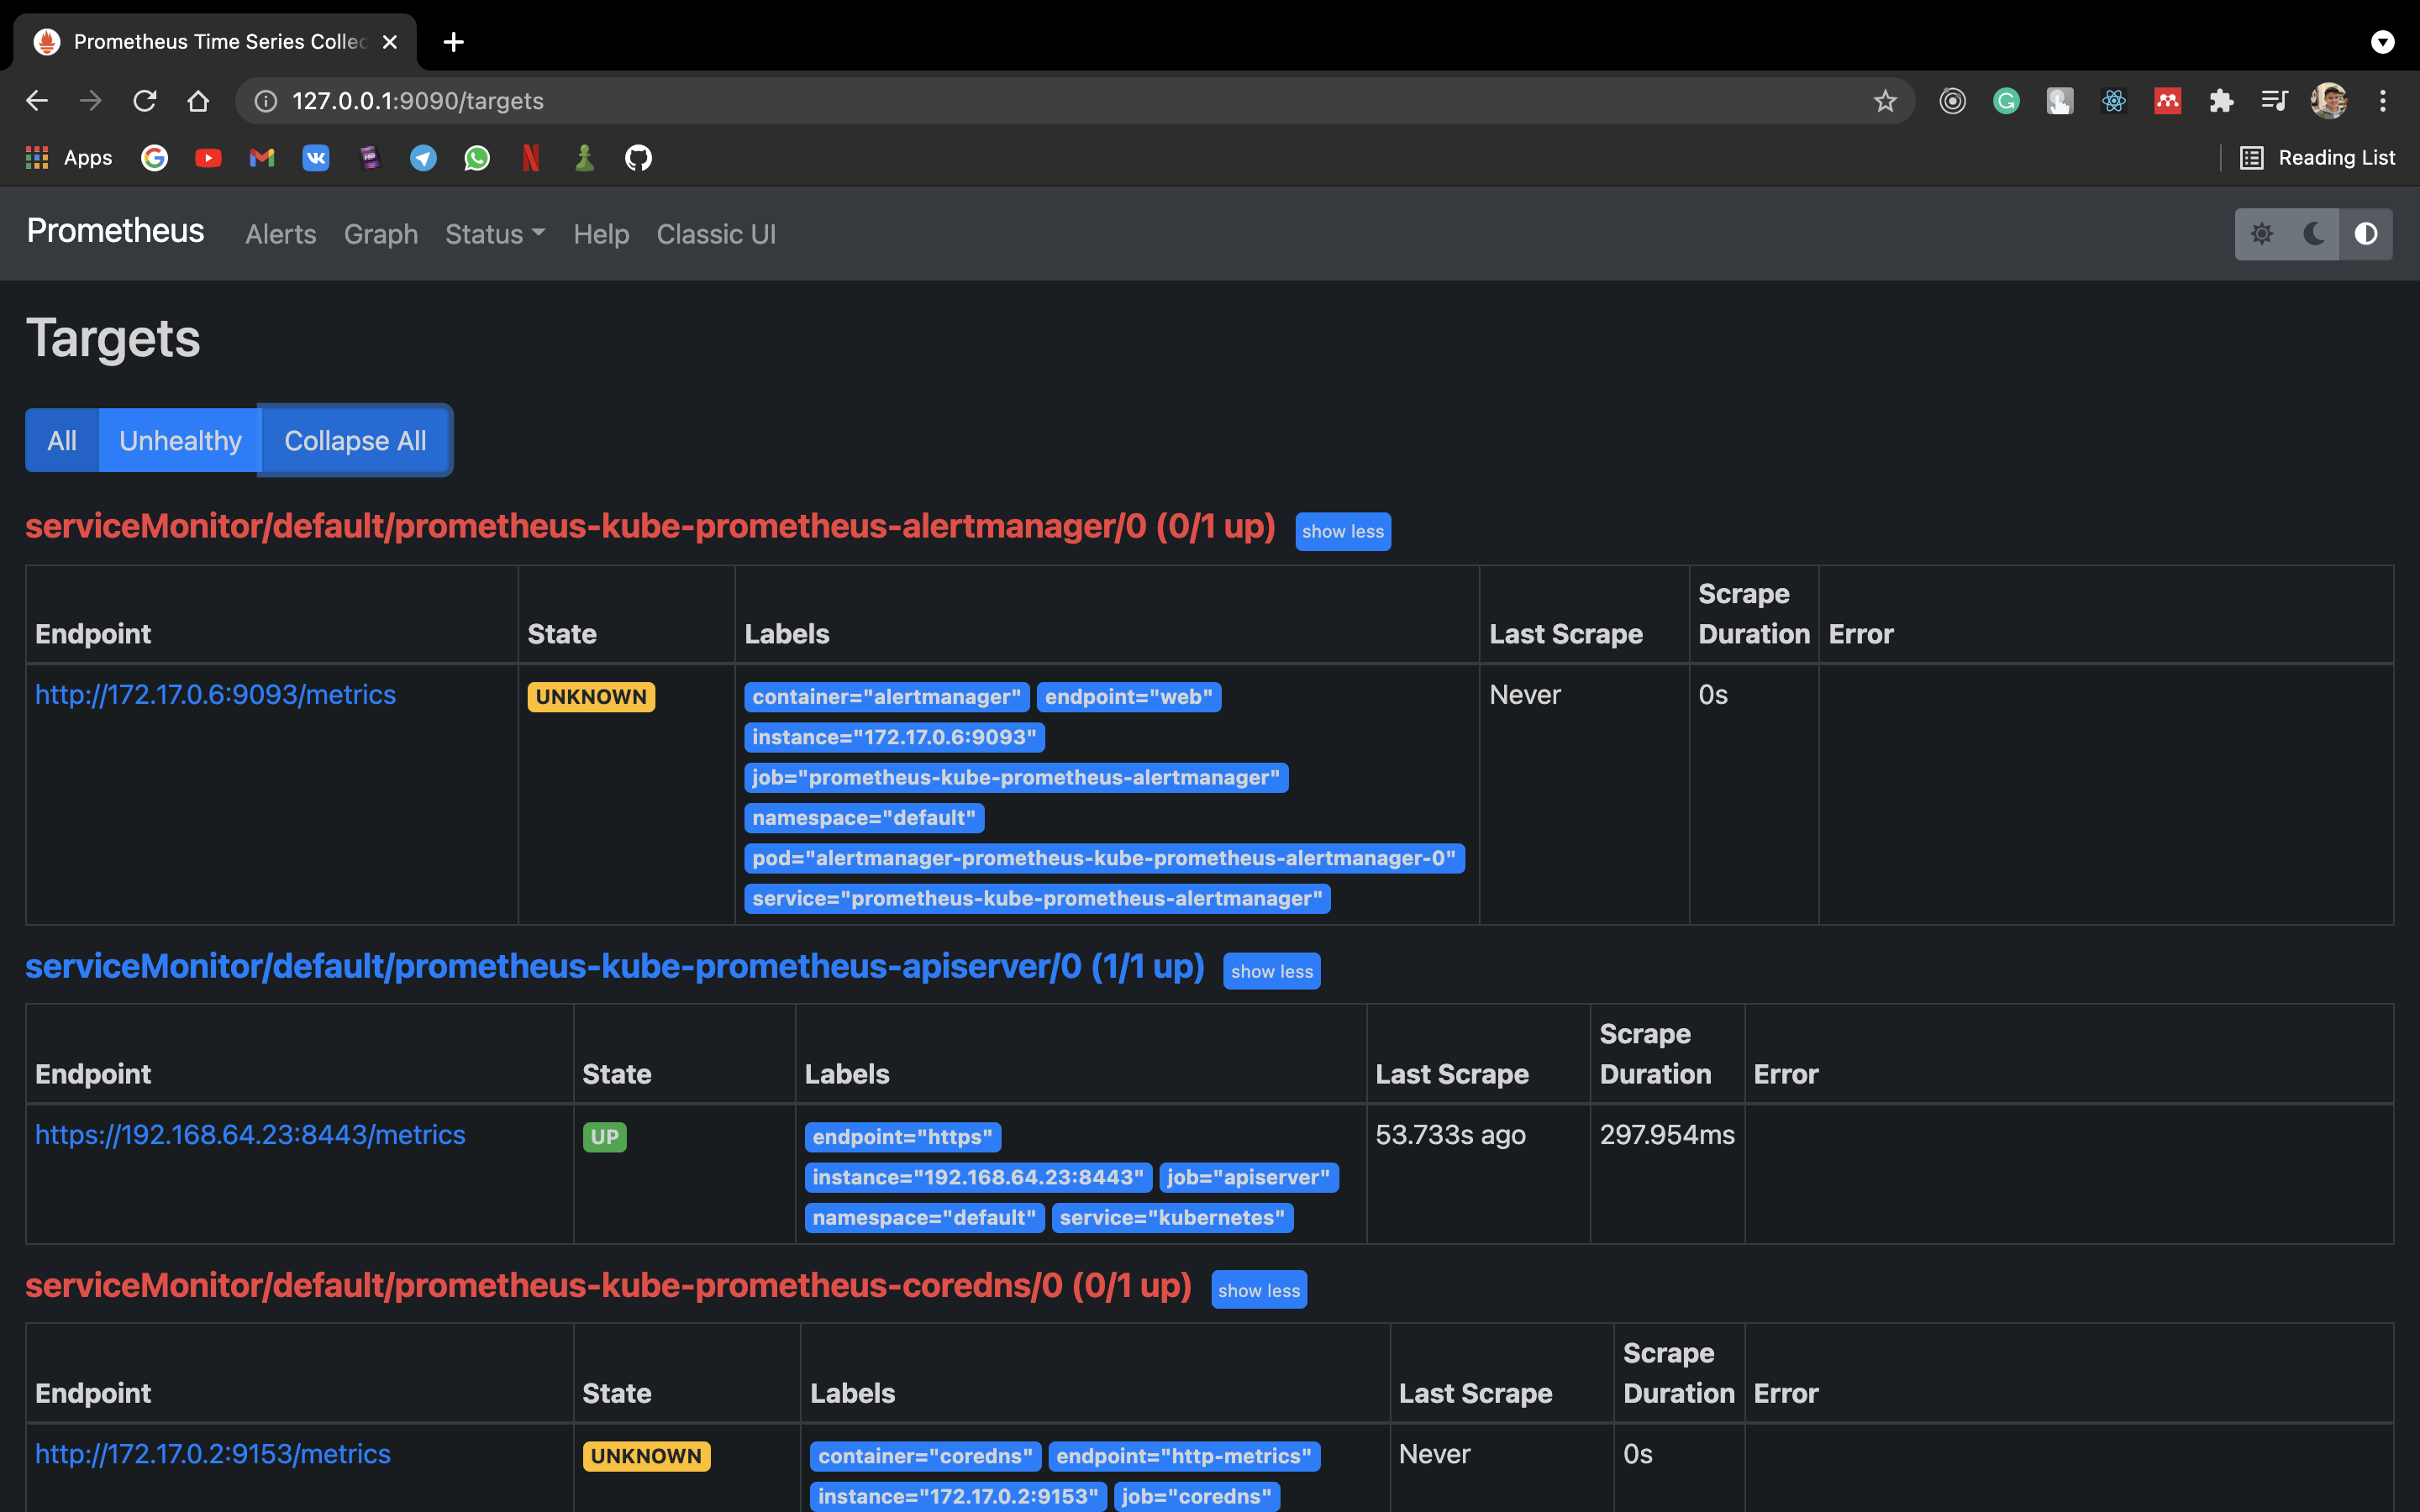 Prometheus Time Series Collec
127.0.0.1:9090/targets
Apps
Reading List
Prometheus Alerts Graph Status Help Classic UI
Targets
All Unhealthy Collapse All
serviceMonitor/default/prometheus-kube-prometheus-alertmanager/0 (0/1 up) show less
Endpoint State Labels Last Scrape Scrape Duration Error
http://172.17.0.6:9093/metrics UNKNOWN container="alertmanager" endpoint="web" Never 0s
instance="172.17.0.6:9093"
job="prometheus-kube-prometheus-alertmanager"
namespace="default"
pod="alertmanager-prometheus-kube-prometheus-alertmanager-0"
service="prometheus-kube-prometheus-alertmanager"
serviceMonitor/default/prometheus-kube-prometheus-apiserver/0 (1/1 up) show less
Endpoint State Labels Last Scrape Scrape Duration Error
https://192.168.64.23:8443/metrics UP endpoint="https" 53.733s ago 297.954ms
instance="192.168.64.23:8443" job="apiserver"
namespace="default" service="kubernetes"
serviceMonitor/default/prometheus-kube-prometheus-coredns/0 (0/1 up) show less
Endpoint State Labels Last Scrape Scrape Duration Error
http://172.17.0.2:9153/metrics UNKNOWN container="coredns" endpoint="http-metrics" Never 0s
instance="172.17.0.2:9153" job="coredns"